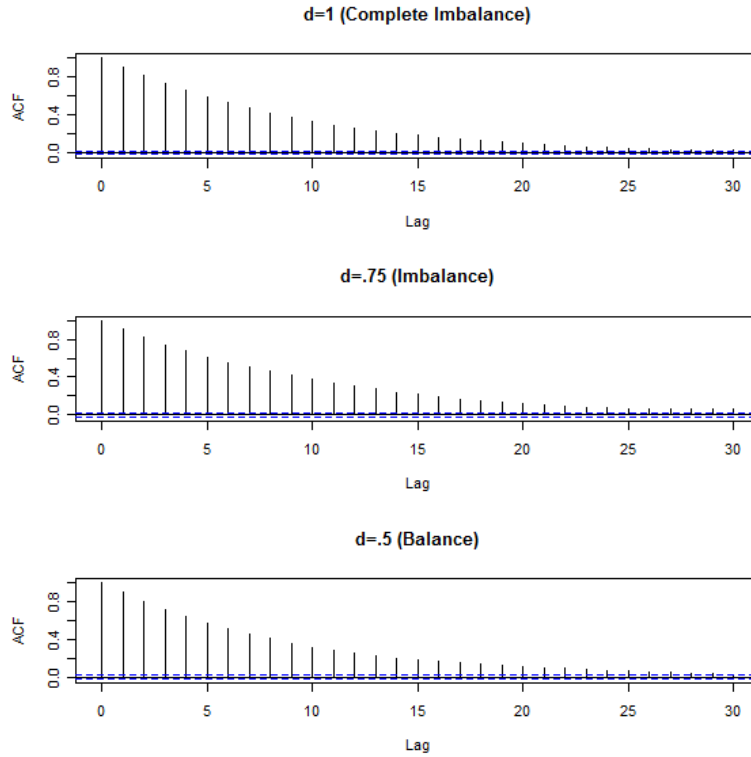 d=1 (Complete Imbalance)
ACF
0.0 0.4 0.8
0 5 10 15 20 25 30
Lag
d=.75 (Imbalance)
ACF
0.0 0.4 0.8
0 5 10 15 20 25 30
Lag
d=.5 (Balance)
ACF
0.0 0.4 0.8
0 5 10 15 20 25 30
Lag